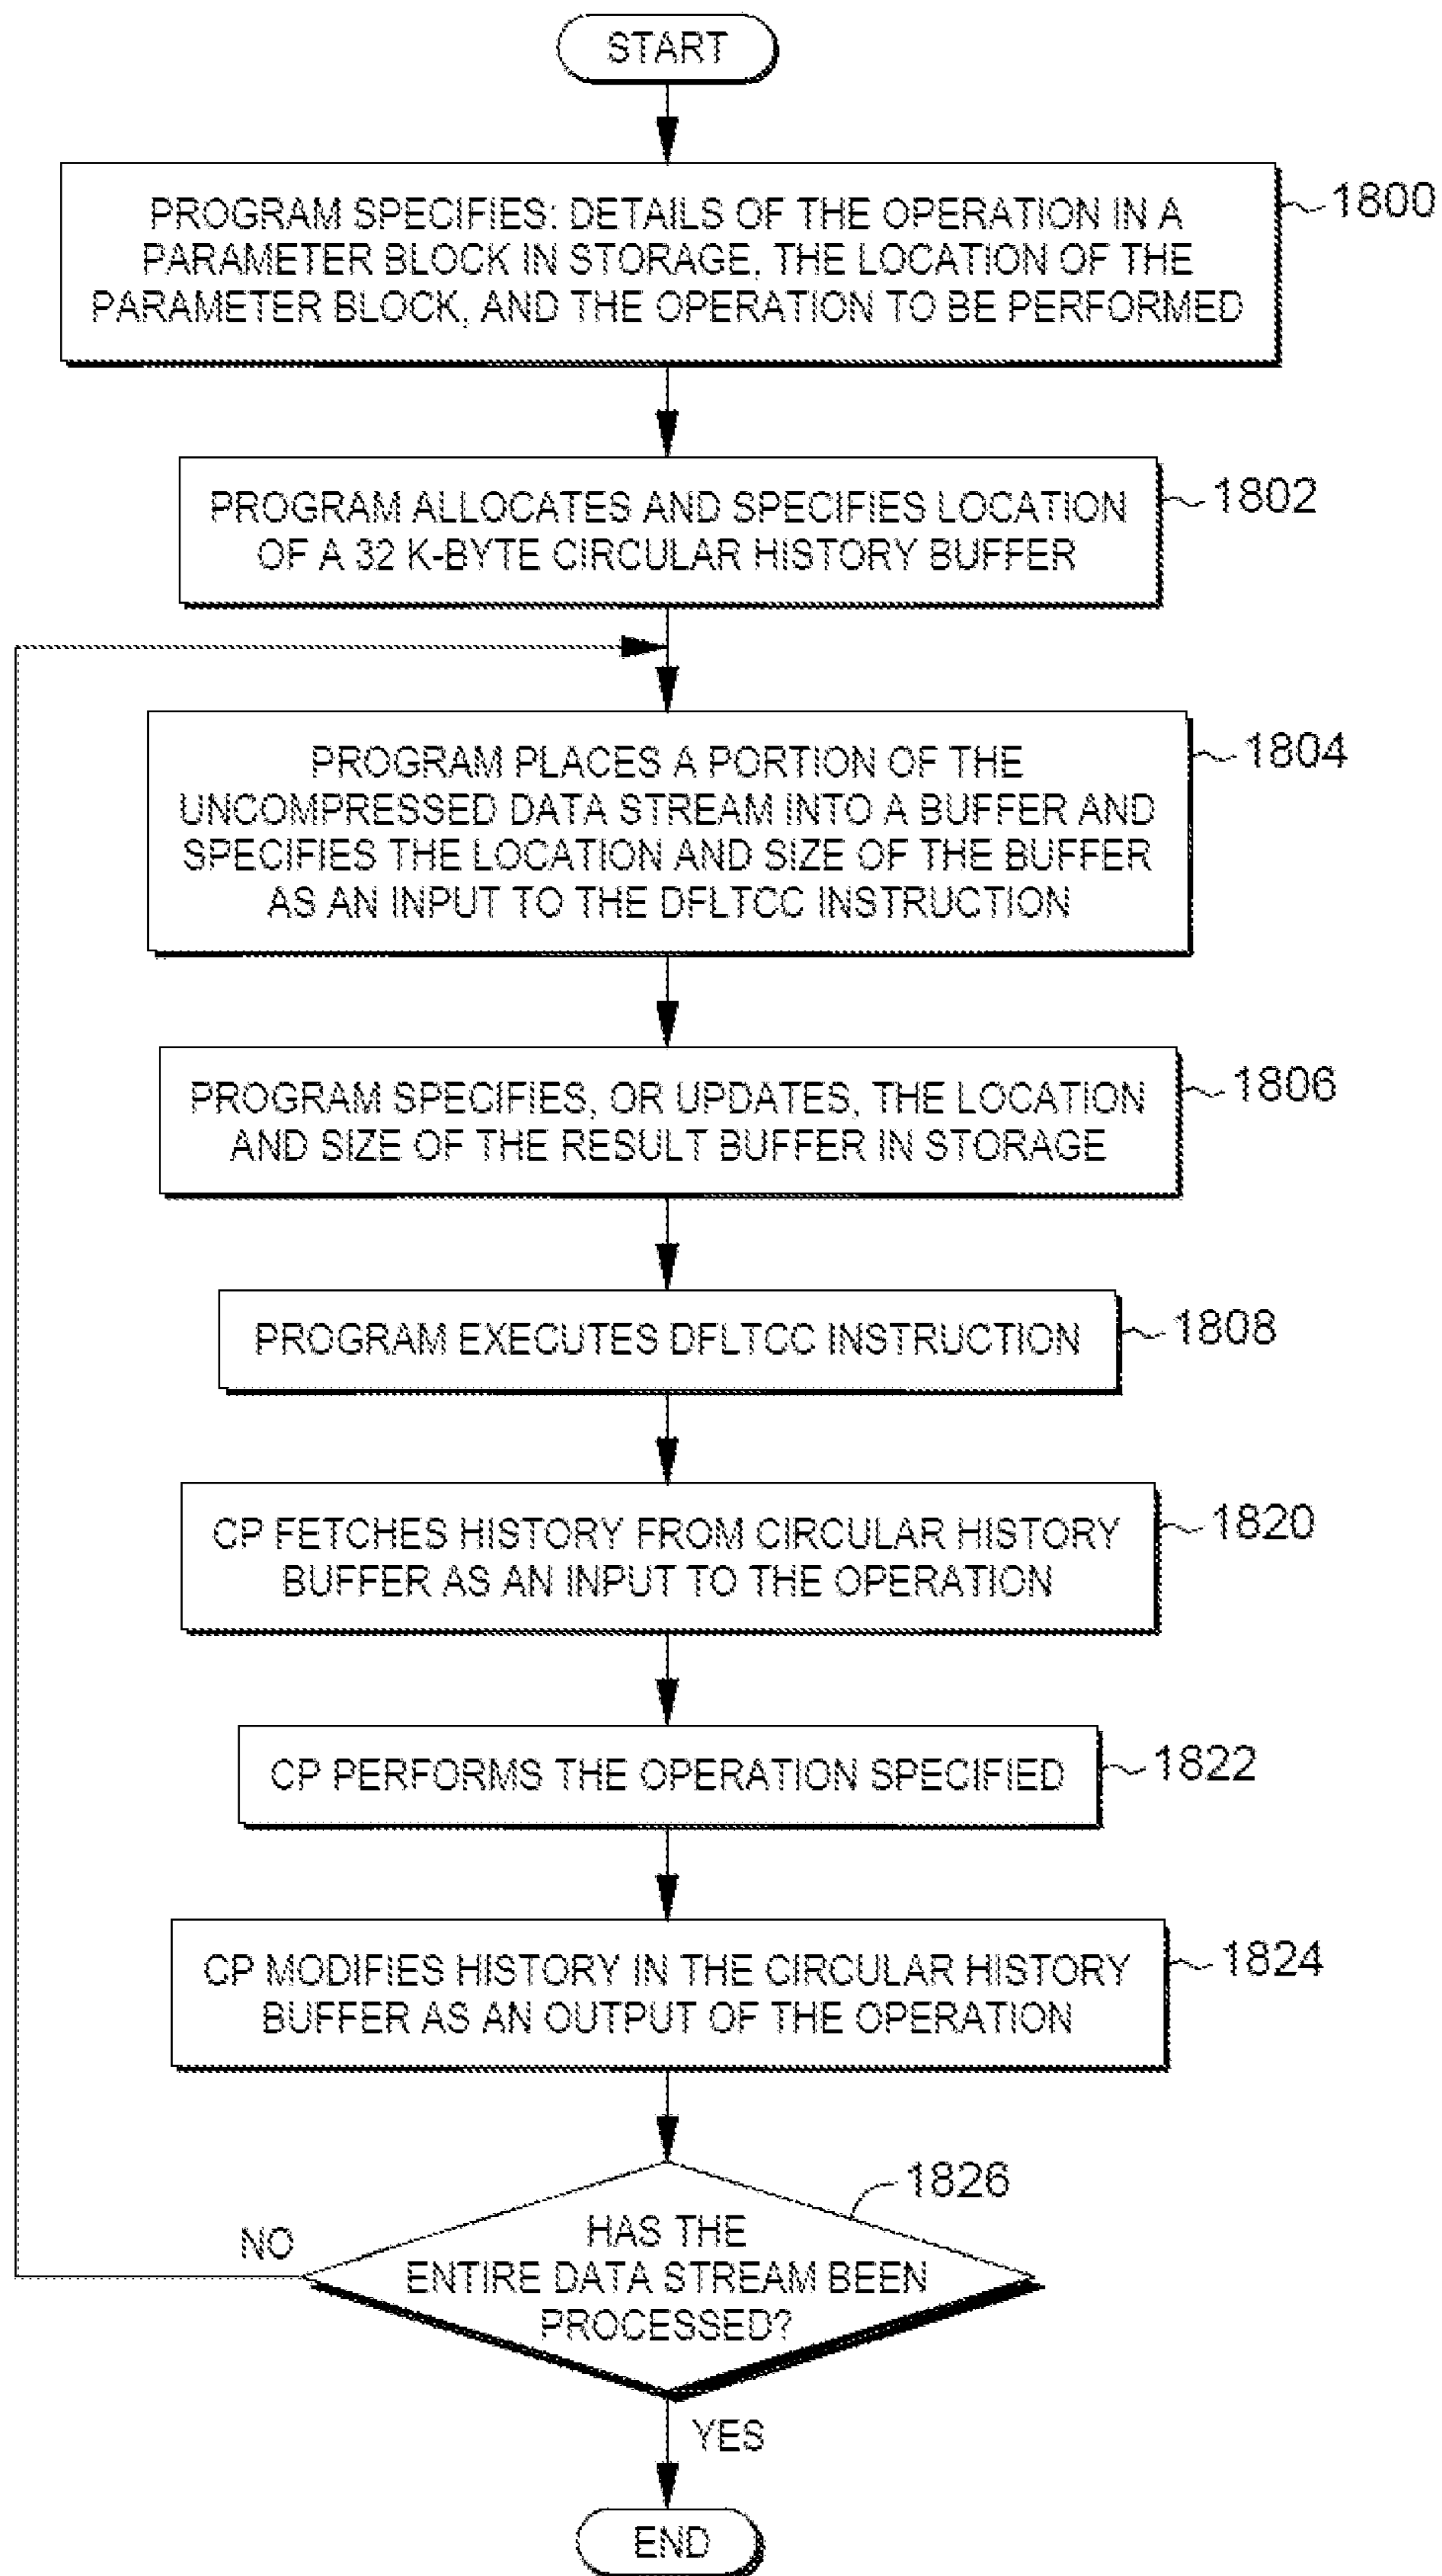 START
PROGRAM SPECIFIES: DETAILS OF THE OPERATION IN A
PARAMETER BLOCK IN STORAGE, THE LOCATION OF THE
PARAMETER BLOCK, AND THE OPERATION TO BE PERFORMED
1800
PROGRAM ALLOCATES AND SPECIFIES LOCATION
OF A 32 K-BYTE CIRCULAR HISTORY BUFFER
1802
PROGRAM PLACES A PORTION OF THE
UNCOMPRESSED DATA STREAM INTO A BUFFER AND
SPECIFIES THE LOCATION AND SIZE OF THE BUFFER
AS AN INPUT TO THE DFLTCC INSTRUCTION
1804
PROGRAM SPECIFIES, OR UPDATES, THE LOCATION
AND SIZE OF THE RESULT BUFFER IN STORAGE
1806
PROGRAM EXECUTES DFLTCC INSTRUCTION
1808
CP FETCHES HISTORY FROM CIRCULAR HISTORY
BUFFER AS AN INPUT TO THE OPERATION
1820
CP PERFORMS THE OPERATION SPECIFIED
1822
CP MODIFIES HISTORY IN THE CIRCULAR HISTORY
BUFFER AS AN OUTPUT OF THE OPERATION
1824
1826
HAS THE
ENTIRE DATA STREAM BEEN
PROCESSED?
NO
YES
END